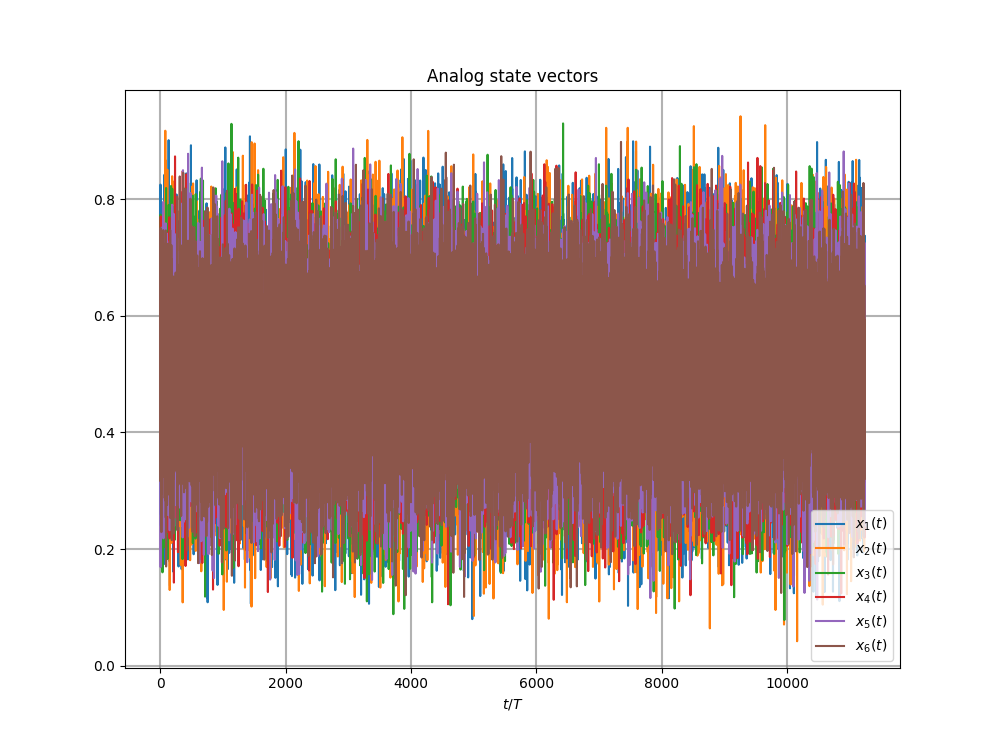 Analog state vectors
0.8
0.6
0.4
0.2
0.0
0 2000 4000 6000 8000 10000
t/T
x₁(t)
x₂(t)
x₃(t)
x₄(t)
x₅(t)
x₆(t)